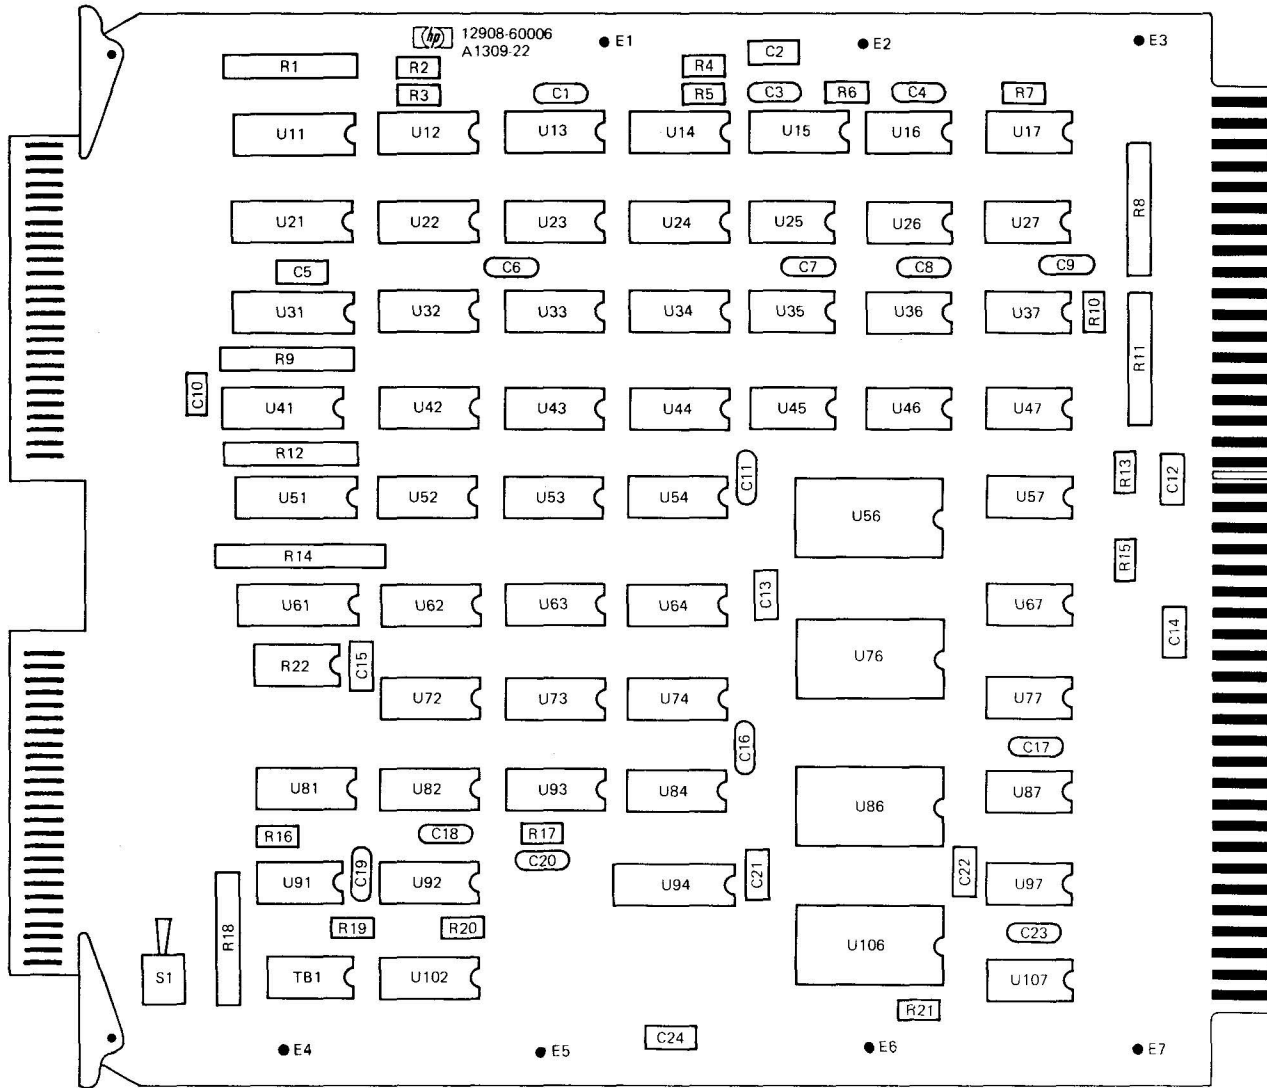 hp 12908-60006
A1309-22
E1 E2 E3
R1 R2 R4 C2
R3 C1 R5 C3 R6 C4 R7
U11 U12 U13 U14 U15 U16 U17
R8
U21 U22 U23 U24 U25 U26 U27
C5 C6 C7 C8 C9
U31 U32 U33 U34 U35 U36 U37 R10
R9 R11
C10 U41 U42 U43 U44 U45 U46 U47
R12 C11 R13 C12
U51 U52 U53 U54 U56 U57
R14 R15
C13
U61 U62 U63 U64 U67
C14
R22 C15 U76
U72 U73 U74 U77
C16 C17
U81 U82 U93 U84 U86 U87
R16 C18 R17
C20
U91 C19 U92 U94 C21 C22 U97
R18 R19 R20 C23
U106
S1 TB1 U102 U107
R21
C24
E4 E5 E6 E7